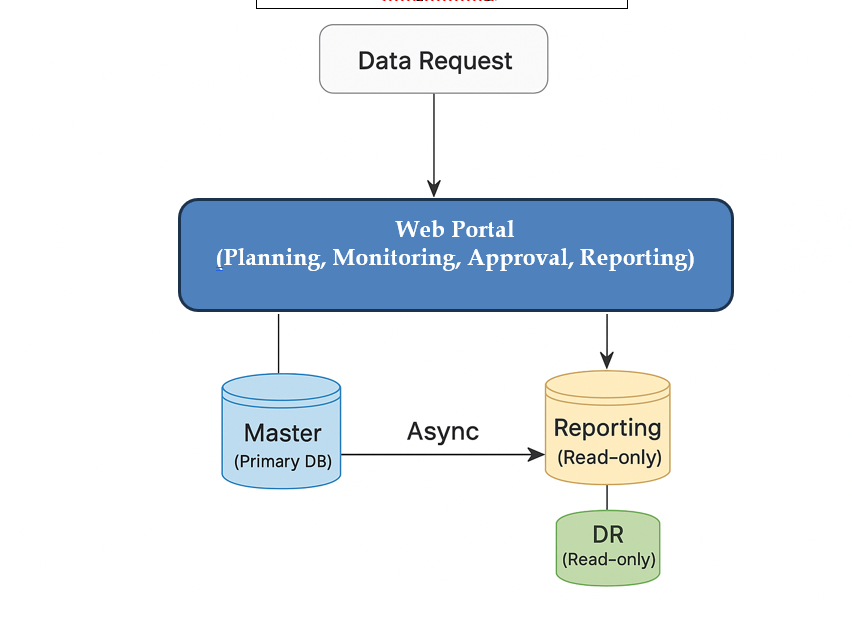 Data Request
Web Portal
(Planning, Monitoring, Approval, Reporting)
Master
(Primary DB)
Async
Reporting
(Read-only)
DR
(Read-only)